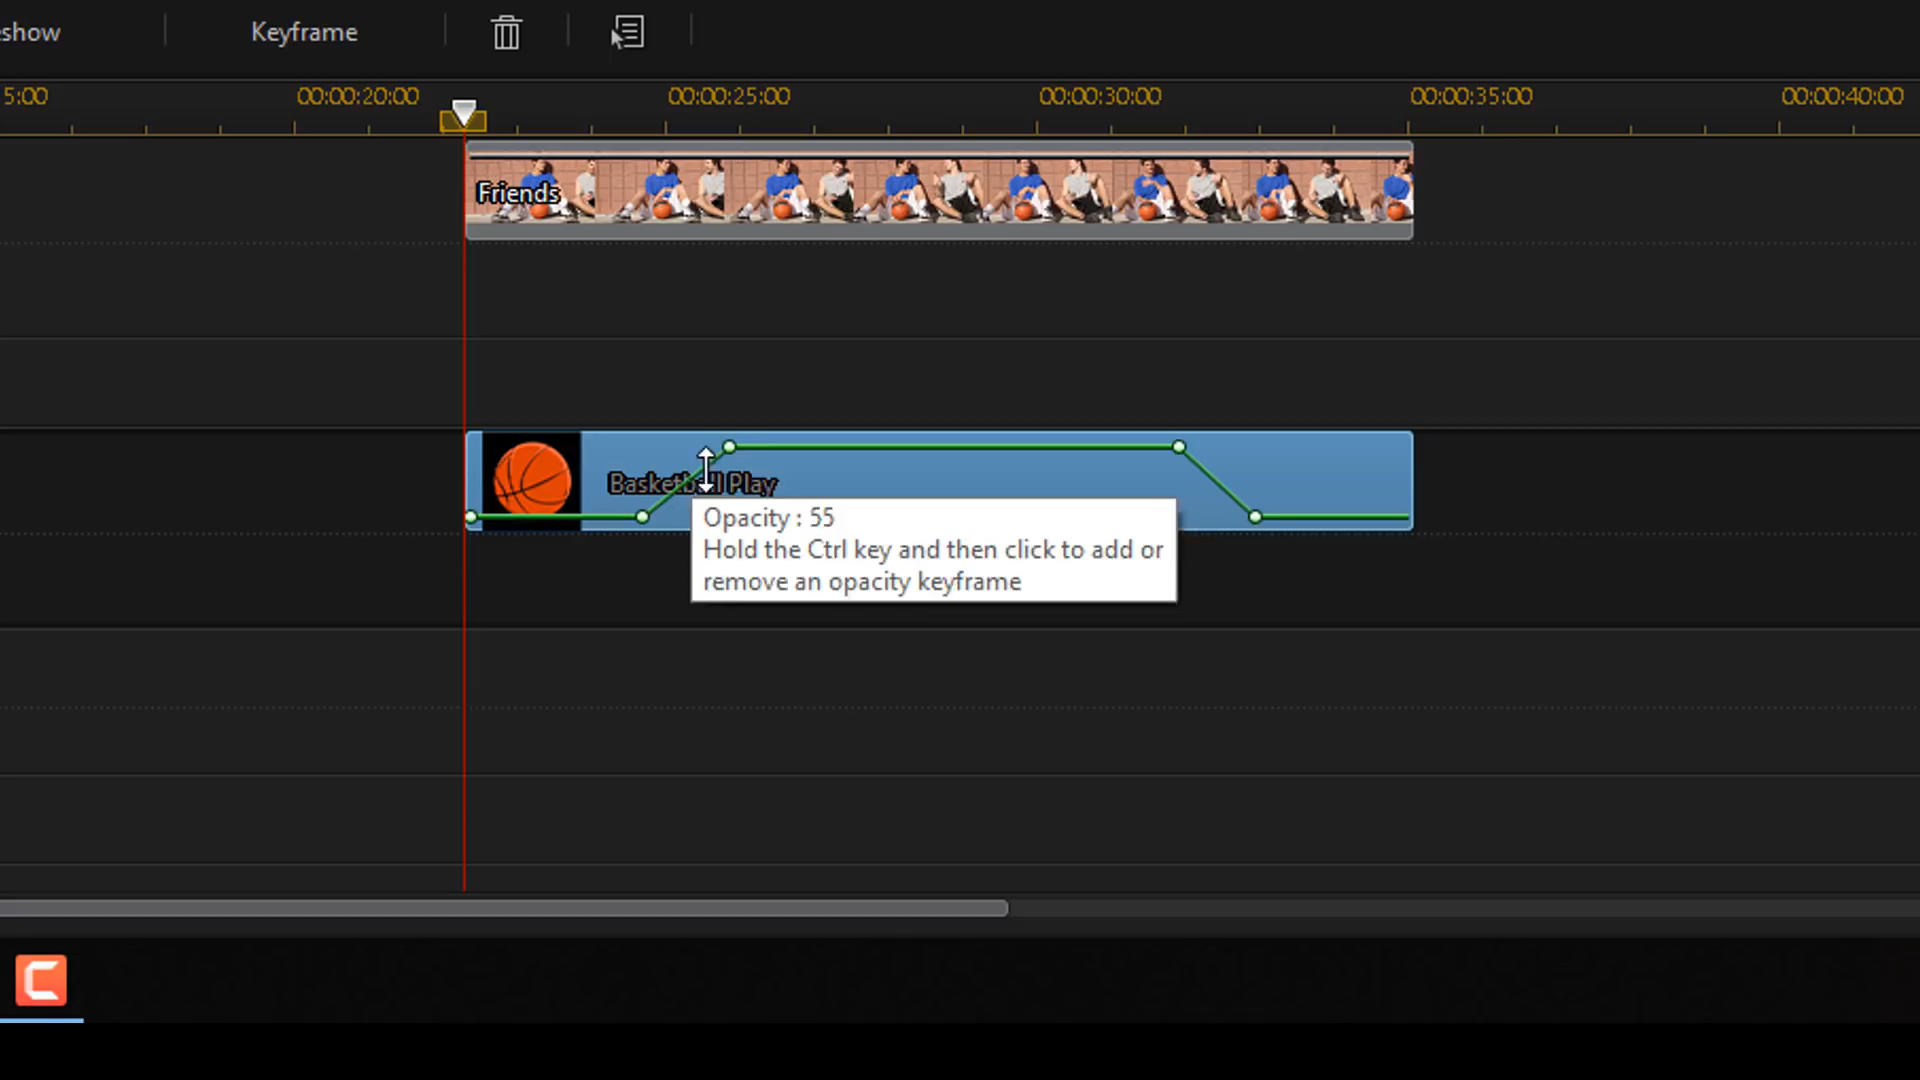 eshow
Keyframe
5:00
00:00:20:00
00:00:25:00
00:00:30:00
00:00:35:00
00:00:40:00
Friends
Basketball Play
Opacity : 55
Hold the Ctrl key and then click to add or
remove an opacity keyframe